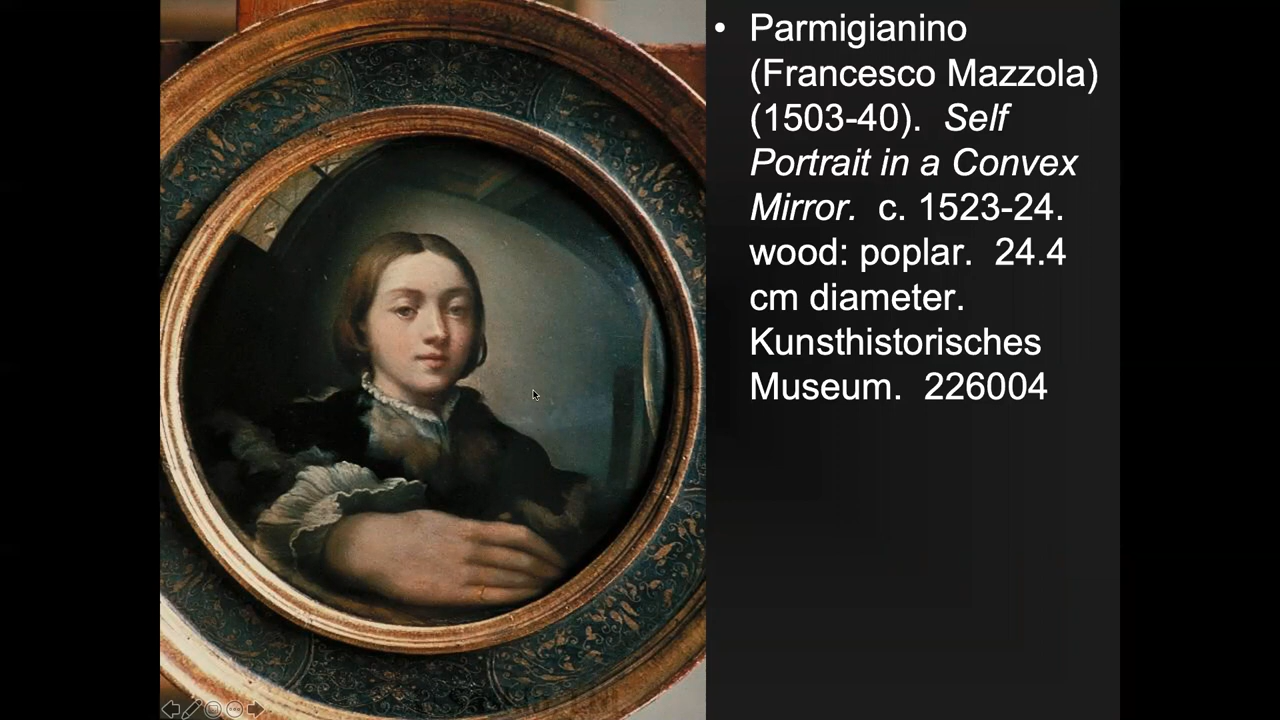 • Parmigianino
(Francesco Mazzola)
(1503-40).  Self
Portrait in a Convex
Mirror.  c. 1523-24.
wood: poplar.  24.4
cm diameter.
Kunsthistorisches
Museum.  226004